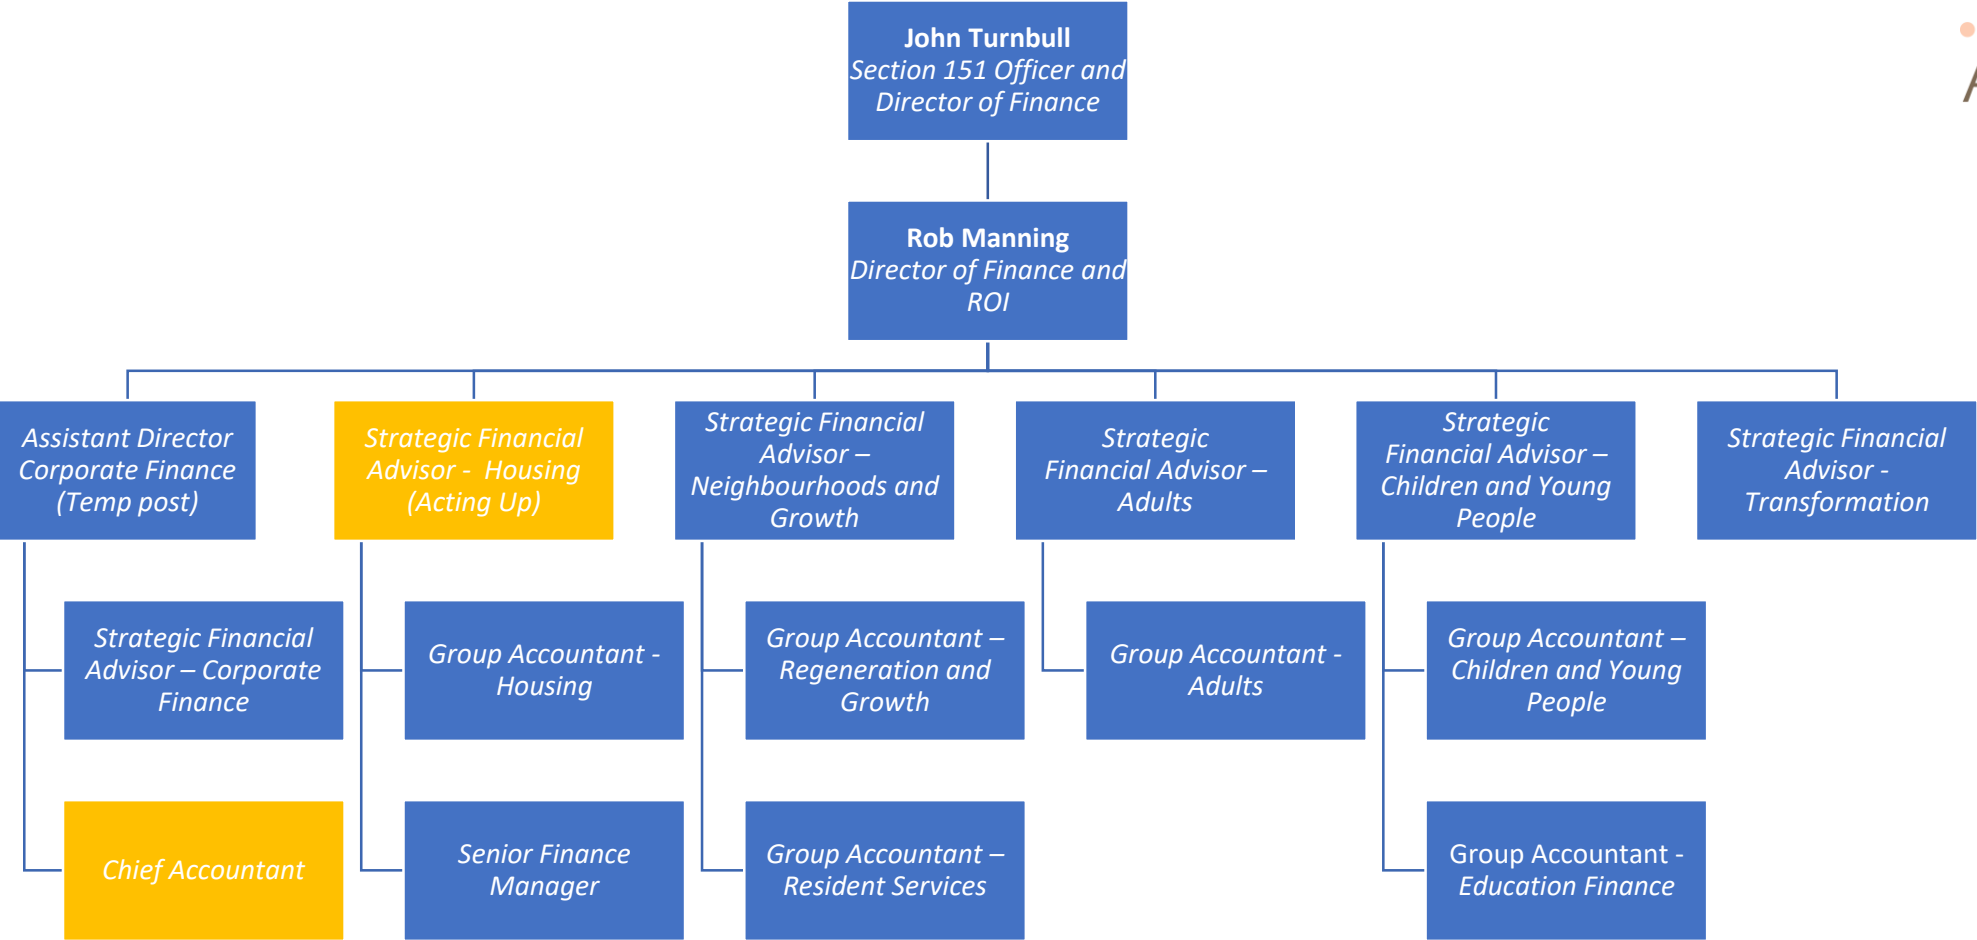 John Turnbull
Section 151 Officer and
Director of Finance
Rob Manning
Director of Finance and
ROI
Assistant Director
Corporate Finance
(Temp post)
Strategic Financial
Advisor - Housing
(Acting Up)
Strategic Financial
Advisor –
Neighbourhoods and
Growth
Strategic
Financial Advisor –
Adults
Strategic
Financial Advisor –
Children and Young
People
Strategic Financial
Advisor -
Transformation
Strategic Financial
Advisor – Corporate
Finance
Group Accountant -
Housing
Group Accountant –
Regeneration and
Growth
Group Accountant -
Adults
Group Accountant –
Children and Young
People
Chief Accountant
Senior Finance
Manager
Group Accountant –
Resident Services
Group Accountant -
Education Finance